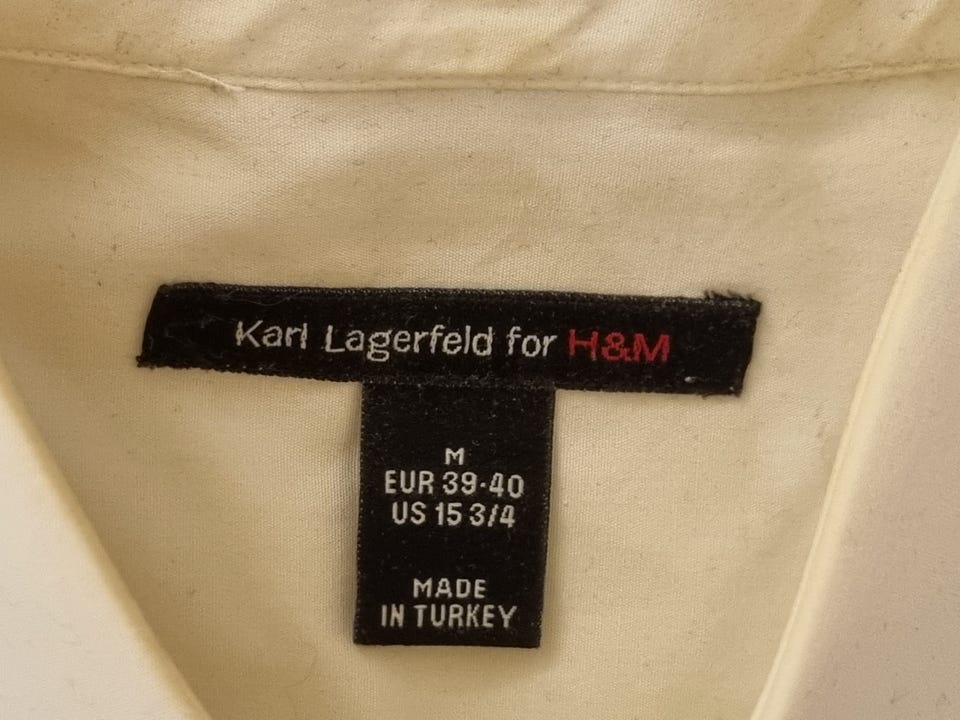 Karl Lagerfeld for H&M
M
EUR 39-40
US 15 3/4
MADE
IN TURKEY